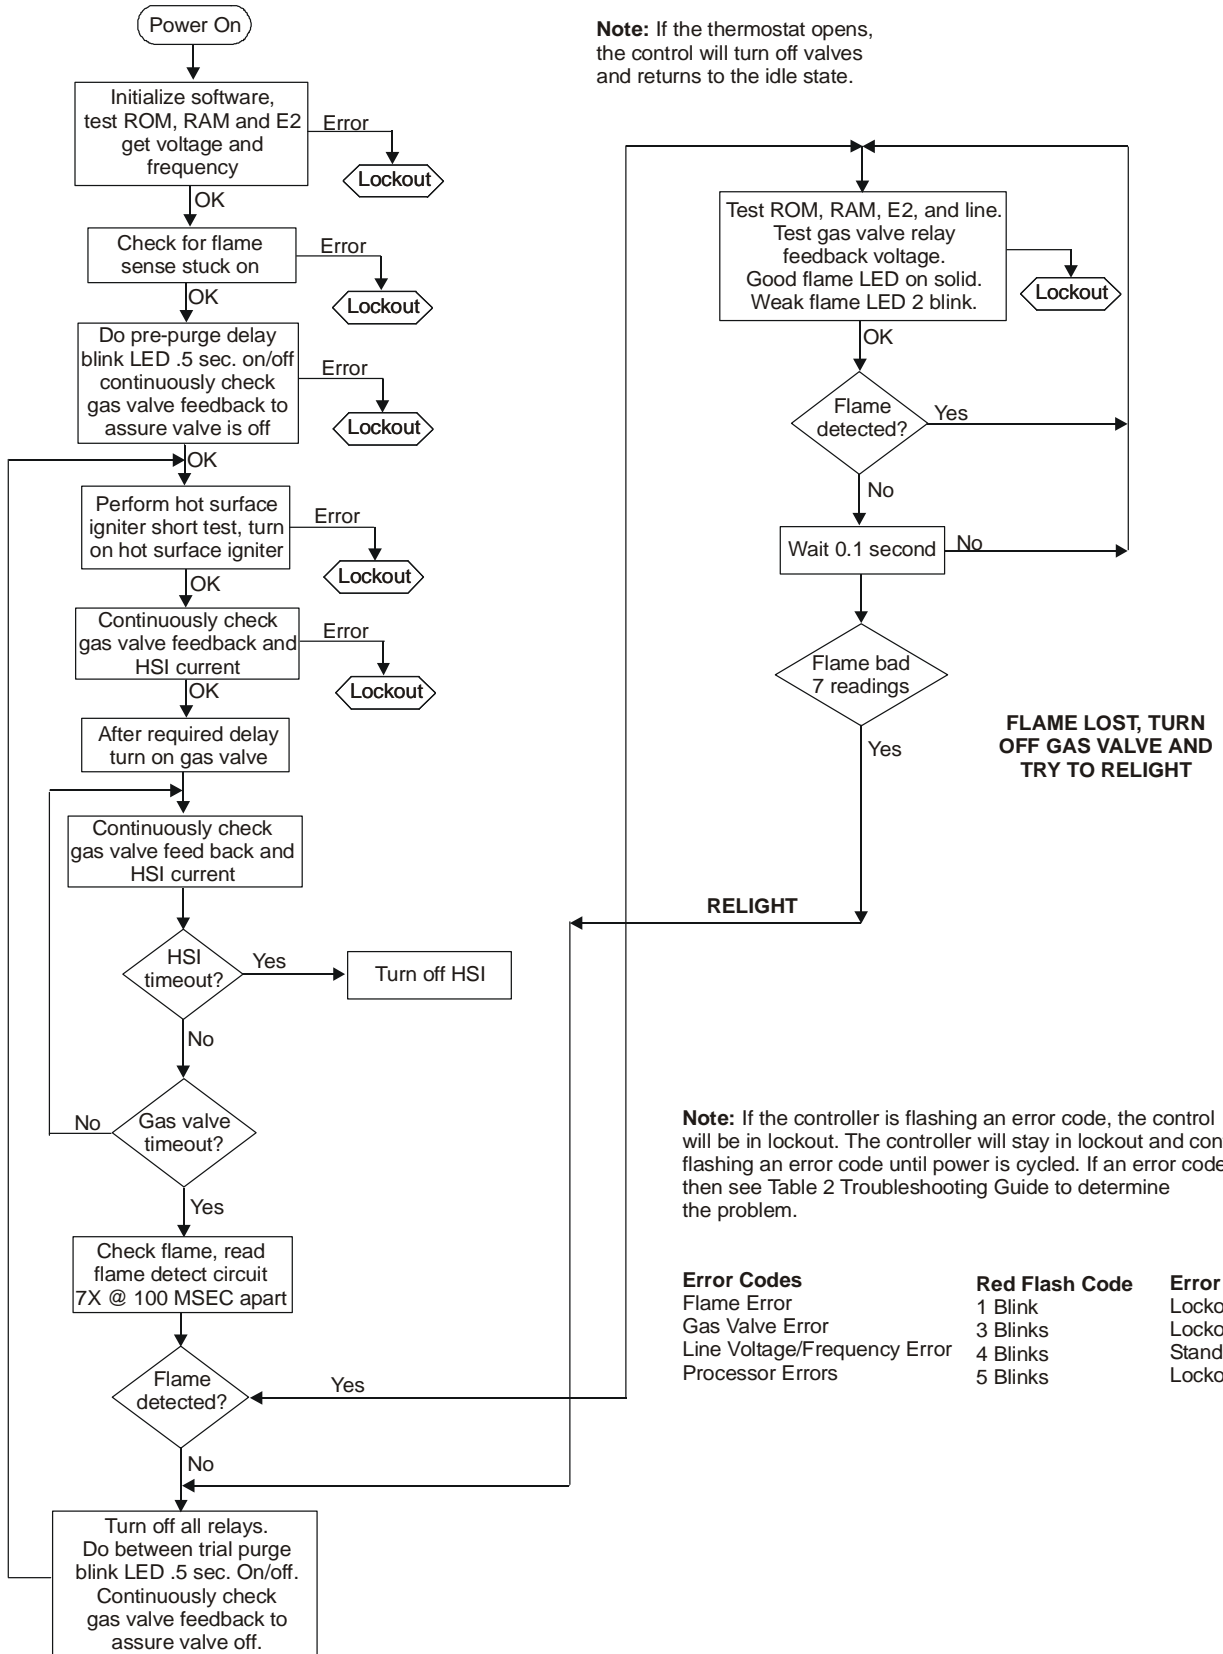 Power On
Initialize software,
test ROM, RAM and E2
get voltage and
frequency
Error
Lockout
OK
Check for flame
sense stuck on
Error
Lockout
OK
Do pre-purge delay
blink LED .5 sec. on/off
continuously check
gas valve feedback to
assure valve is off
Error
Lockout
OK
Perform hot surface
igniter short test, turn
on hot surface igniter
Error
Lockout
OK
Continuously check
gas valve feedback and
HSI current
Error
Lockout
OK
After required delay
turn on gas valve
Continuously check
gas valve feed back and
HSI current
HSI
timeout?
Yes
Turn off HSI
No
Gas valve
timeout?
No
Yes
Check flame, read
flame detect circuit
7X @ 100 MSEC apart
Flame
detected?
Yes
No
Turn off all relays.
Do between trial purge
blink LED .5 sec. On/off.
Continuously check
gas valve feedback to
assure valve off.
Note: If the thermostat opens,
the control will turn off valves
and returns to the idle state.
Test ROM, RAM, E2, and line.
Test gas valve relay
feedback voltage.
Good flame LED on solid.
Weak flame LED 2 blink.
Lockout
OK
Flame
detected?
Yes
No
Wait 0.1 second
No
Flame bad
7 readings
Yes
FLAME LOST, TURN
OFF GAS VALVE AND
TRY TO RELIGHT
RELIGHT
Note: If the controller is flashing an error code, the control
will be in lockout. The controller will stay in lockout and con
flashing an error code until power is cycled. If an error code
then see Table 2 Troubleshooting Guide to determine
the problem.
Error Codes Red Flash Code Error
Flame Error 1 Blink Locko
Gas Valve Error 3 Blinks Locko
Line Voltage/Frequency Error 4 Blinks Stand
Processor Errors 5 Blinks Locko